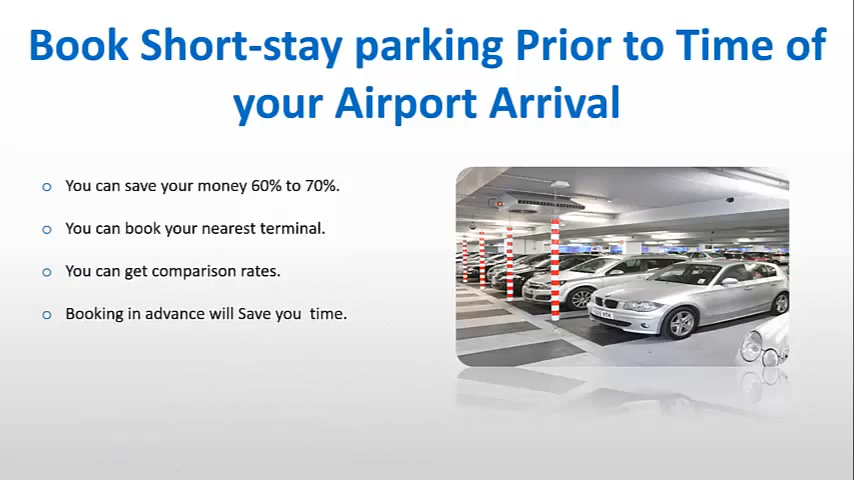 Book Short-stay parking Prior to Time of
your Airport Arrival
You can save your money 60% to 70%.
You can book your nearest terminal.
You can get comparison rates.
Booking in advance will Save you  time.